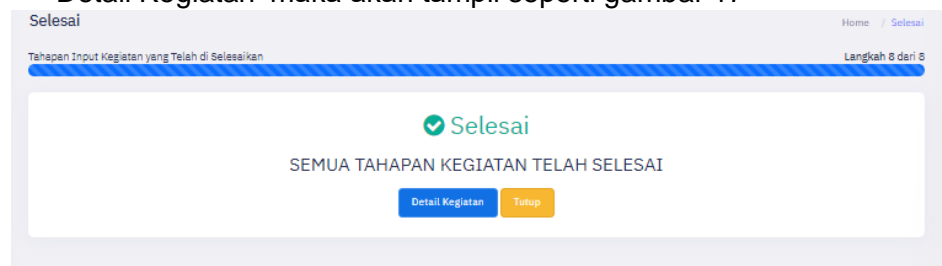 Selesai
Home / Selesai
Tahapan Input Kegiatan yang Telah di Selesaikan
Langkah 8 dari 8
Selesai
SEMUA TAHAPAN KEGIATAN TELAH SELESAI
Detail Kegiatan Tutup